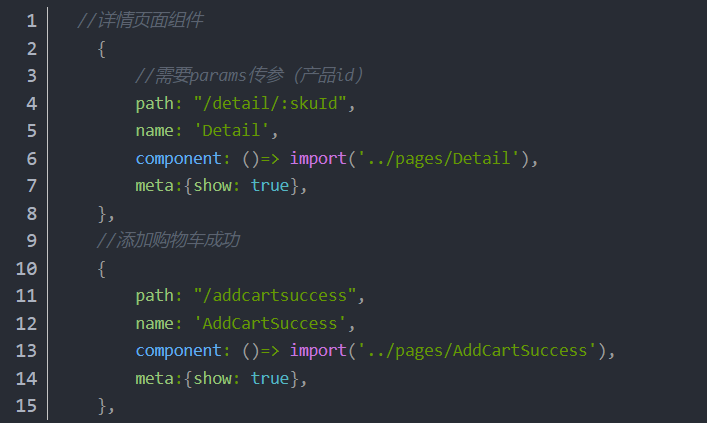 1 //详情页面组件
2 {
3 //需要params传参（产品id）
4 path: "/detail/:skuId",
5 name: 'Detail',
6 component: ()=> import('../pages/Detail'),
7 meta:{show: true},
8 },
9 //添加购物车成功
10 {
11 path: "/addcartsuccess",
12 name: 'AddCartSuccess',
13 component: ()=> import('../pages/AddCartSuccess'),
14 meta:{show: true},
15 },